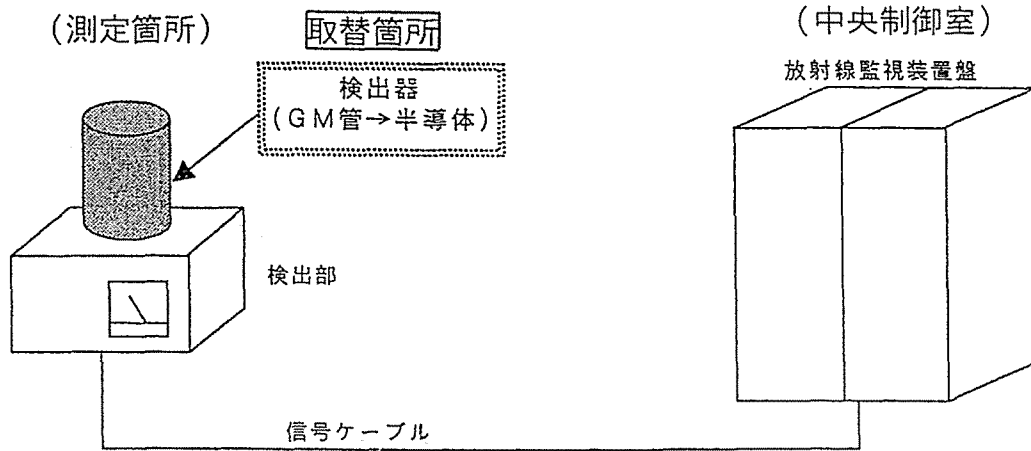 (測定箇所)
取替箇所
検出器
(GM管→半導体)
検出部
(中央制御室)
放射線監視装置盤
信号ケーブル